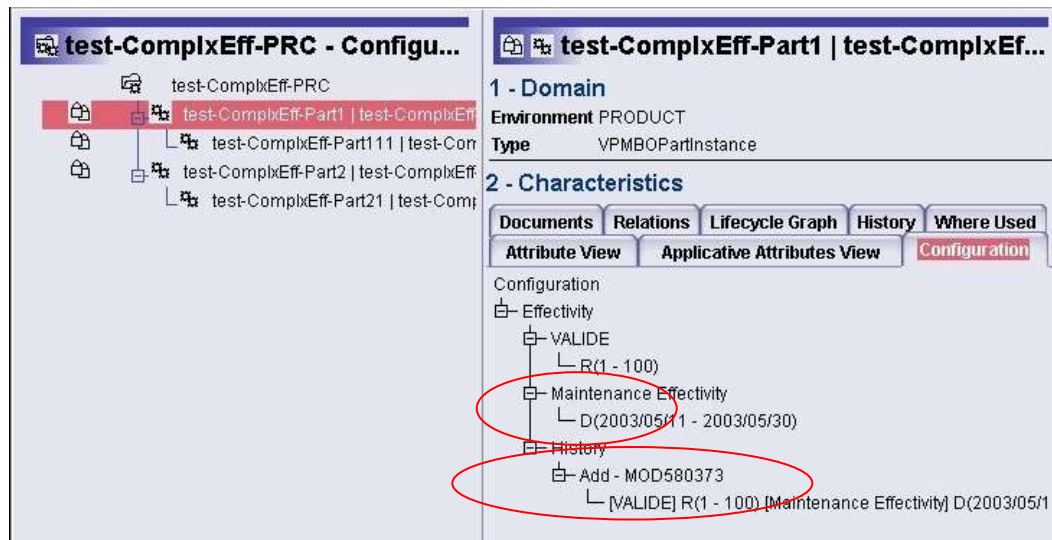 test-ComplxEff-PRC - Configu...
test-ComplxEff-PRC
test-ComplxEff-Part1 | test-ComplxEff
test-ComplxEff-Part111 | test-Com
test-ComplxEff-Part2 | test-ComplxEff
test-ComplxEff-Part21 | test-Comp
test-ComplxEff-Part1 | test-ComplxEf...
1 - Domain
Environment PRODUCT
Type VPMBOPartInstance
2 - Characteristics
Documents Relations Lifecycle Graph History Where Used
Attribute View Applicative Attributes View Configuration
Configuration
Effectivity
VALIDE
R(1 - 100)
Maintenance Effectivity
D(2003/05/11 - 2003/05/30)
History
Add - MOD580373
[VALIDE] R(1 - 100) [Maintenance Effectivity] D(2003/05/1